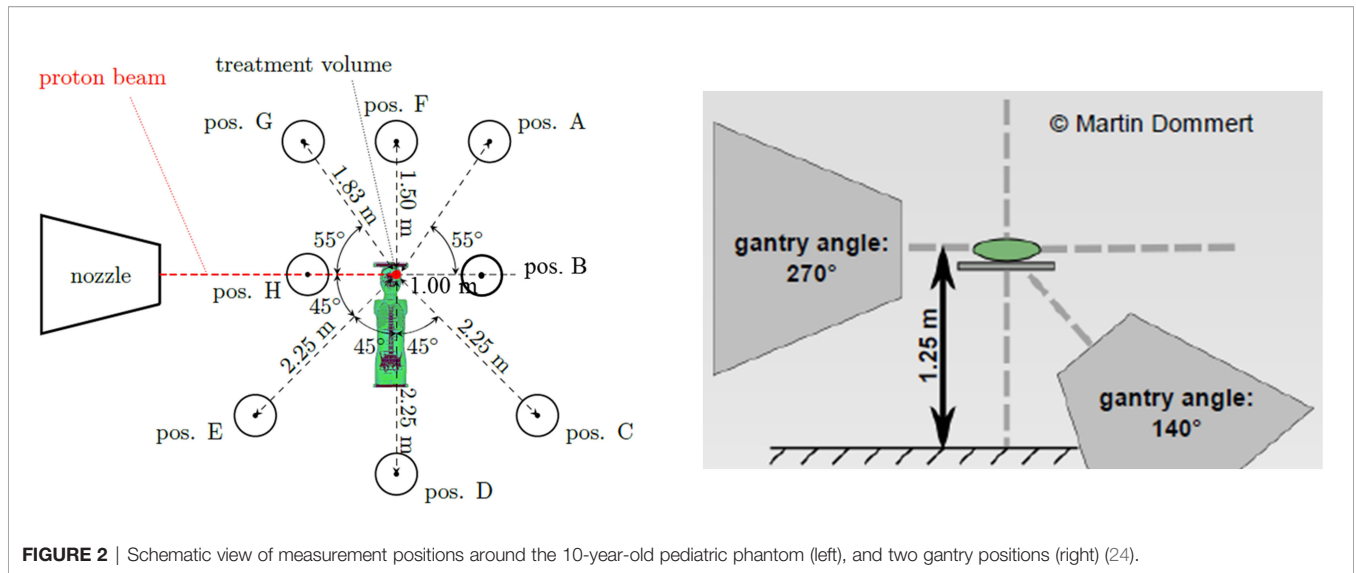 proton beam
treatment volume
pos. G
pos. F
pos. A
1.83 m
1.50 m
55°
55°
nozzle
pos. H
pos. B
1.00 m
45°
45°
45°
2.25 m
2.25 m
2.25 m
pos. E
pos. C
pos. D
© Martin Dommert
gantry angle:
270°
1.25 m
gantry angle:
140°
FIGURE 2 | Schematic view of measurement positions around the 10-year-old pediatric phantom (left), and two gantry positions (right) (24).